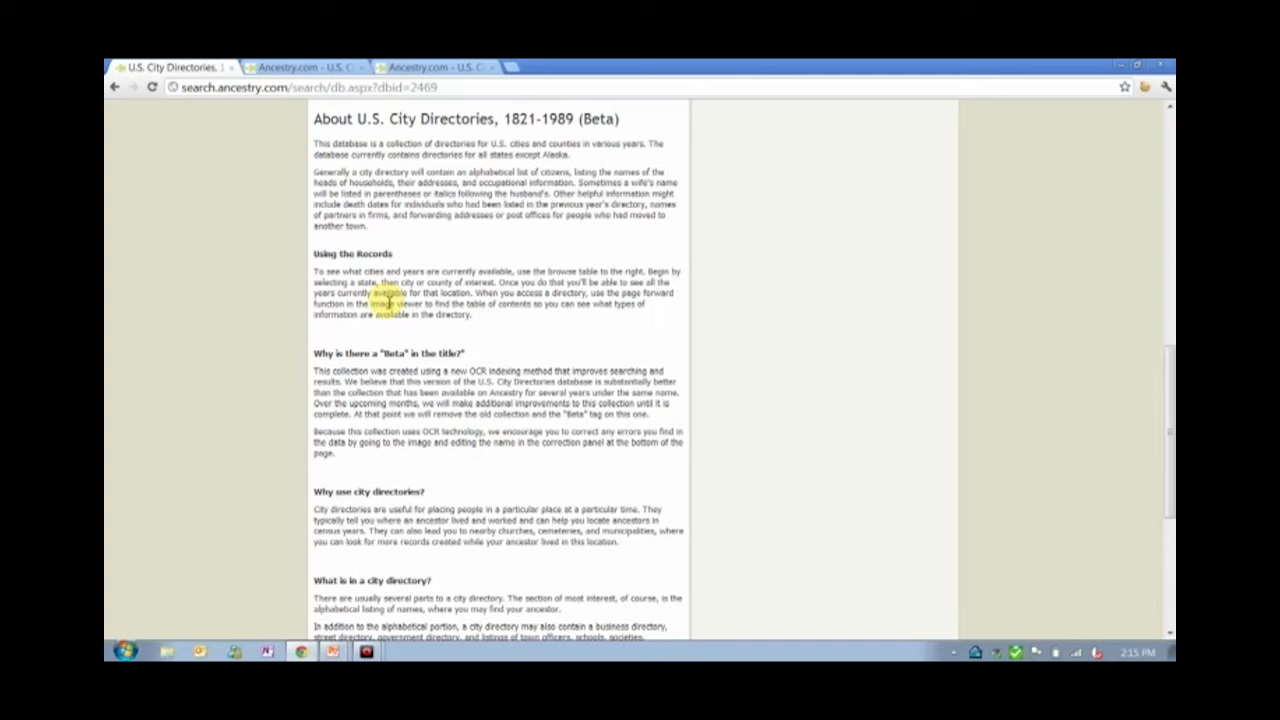 U.S. City Directories, 1
Ancestry.com - U.S. Ci
Ancestry.com - U.S. C
search.ancestry.com/search/db.aspx?dbid=2469
About U.S. City Directories, 1821-1989 (Beta)
This database is a collection of directories for U.S. cities and counties in various years. The
database currently contains directories for all states except Alaska.
Generally a city directory will contain an alphabetical list of citizens, listing the names of the
heads of households, their addresses, and occupational information. Sometimes a wife's name
will be listed in parentheses or italics following the husband's. Other helpful information might
include death dates for individuals who had been listed in the previous year's directory, names
of partners in firms, and forwarding addresses or post offices for people who had moved to
another town.
Using the Records
To see what cities and years are currently available, use the browse table to the right. Begin by
selecting a state, then city or county of interest. Once you do that you'll be able to see all the
years currently available for that location. When you access a directory, use the page forward
function in the image viewer to find the table of contents so you can see what types of
information are available in the directory.
Why is there a "Beta" in the title?"
This collection was created using a new OCR indexing method that improves searching and
results. We believe that this version of the U.S. City Directories database is substantially better
than the collection that has been available on Ancestry for several years under the same name.
Over the upcoming months, we will make additional improvements to this collection until it is
complete. At that point we will remove the old collection and the "Beta" tag on this one.
Because this collection uses OCR technology, we encourage you to correct any errors you find in
the data by going to the image and editing the name in the correction panel at the bottom of the
page.
Why use city directories?
City directories are useful for placing people in a particular place at a particular time. They
typically tell you where an ancestor lived and worked and can help you locate ancestors in
census years. They can also lead you to nearby churches, cemeteries, and municipalities, where
you can look for more records created while your ancestor lived in this location.
What is in a city directory?
There are usually several parts to a city directory. The section of most interest, of course, is the
alphabetical listing of names, where you may find your ancestor.
In addition to the alphabetical portion, a city directory may also contain a business directory,
street directory, government directory, and listings of town officers, schools, societies,
2:15 PM